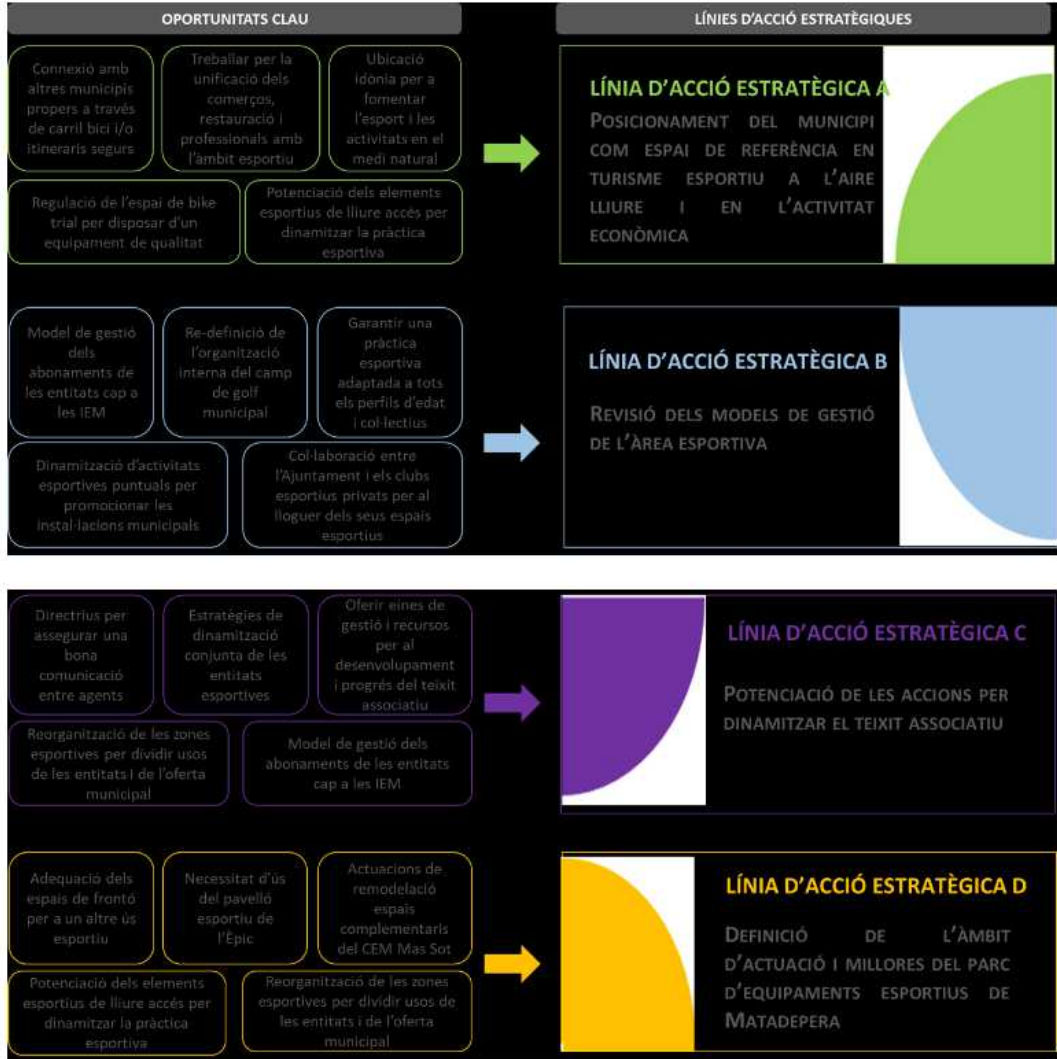 OPORTUNITATS CLAU
LÍNIES D'ACCIÓ ESTRATÈGIQUES
Connexió amb
altres municipis
propers a través
de carril bici i/o
itineraris segurs
Treballar per la
unificació dels
comerços,
restauració i
professionals amb
l'àmbit esportiu
Ubicació
idònia per a
fomentar
l'esport i les
activitats en el
medi natural
Regulació de l'espai de bike
trial per disposar d'un
equipament de qualitat
Potenciació dels elements
esportius de lliure accés per
dinamitzar la pràctica
esportiva
LÍNIA D'ACCIÓ ESTRATÈGICA A
POSICIONAMENT DEL MUNICIPI
COM ESPAI DE REFERÈNCIA EN
TURISME ESPORTIU A L'AIRE
LLIURE I EN L'ACTIVITAT
ECONÒMICA
Model de gestió
dels
abonaments de
les entitats cap a
les IEM
Re-definició de
l'organització
interna del camp
de golf
municipal
Garantir una
pràctica
esportiva
adaptada a tots
els perfils d'edat
i col·lectius
Dinamització d'activitats
esportives puntuals per
promocionar les
instal·lacions municipals
Col·laboració entre
l'Ajuntament i els clubs
esportius privats per al
lloguer dels seus espais
esportius
LÍNIA D'ACCIÓ ESTRATÈGICA B
REVISIÓ DELS MODELS DE GESTIÓ
DE L'ÀREA ESPORTIVA
Directrius per
assegurar una
bona
comunicació
entre agents
Estratègies de
dinamització
conjunta de les
entitats
esportives
Oferir eines de
gestió i recursos
per al
desenvolupament
i progrés del teixit
associatiu
Reorganització de les zones
esportives per dividir usos
de les entitats i de l'oferta
municipal
Model de gestió dels
abonaments de les entitats
cap a les IEM
LÍNIA D'ACCIÓ ESTRATÈGICA C
POTENCIACIÓ DE LES ACCIONS PER
DINAMITZAR EL TEIXIT ASSOCIATIU
Adequació dels
espais de frontó
per a un altre ús
esportiu
Necessitat d'ús
del pavelló
esportiu de
l'Èpic
Actuacions de
remodelació
espais
complementaris
del CEM Mas Sot
Potenciació dels elements
esportius de lliure accés per
dinamitzar la pràctica
esportiva
Reorganització de les zones
esportives per dividir usos de
les entitats i de l'oferta
municipal
LÍNIA D'ACCIÓ ESTRATÈGICA D
DEFINICIÓ DE L'ÀMBIT
D'ACTUACIÓ I MILLORES DEL PARC
D'EQUIPAMENTS ESPORTIUS DE
MATADEPERA